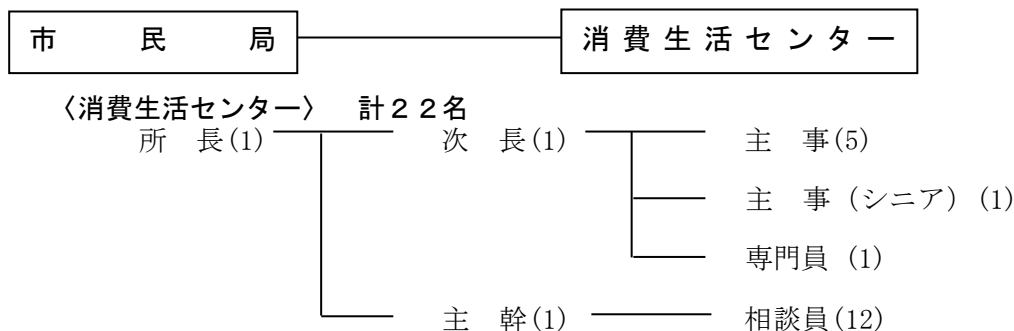 市民局 消費生活センター
〈消費生活センター〉 計２２名
所 長(1) 次 長(1) 主 事(5)
主 事（シニア）(1)
専門員 (1)
主 幹(1) 相談員(12)